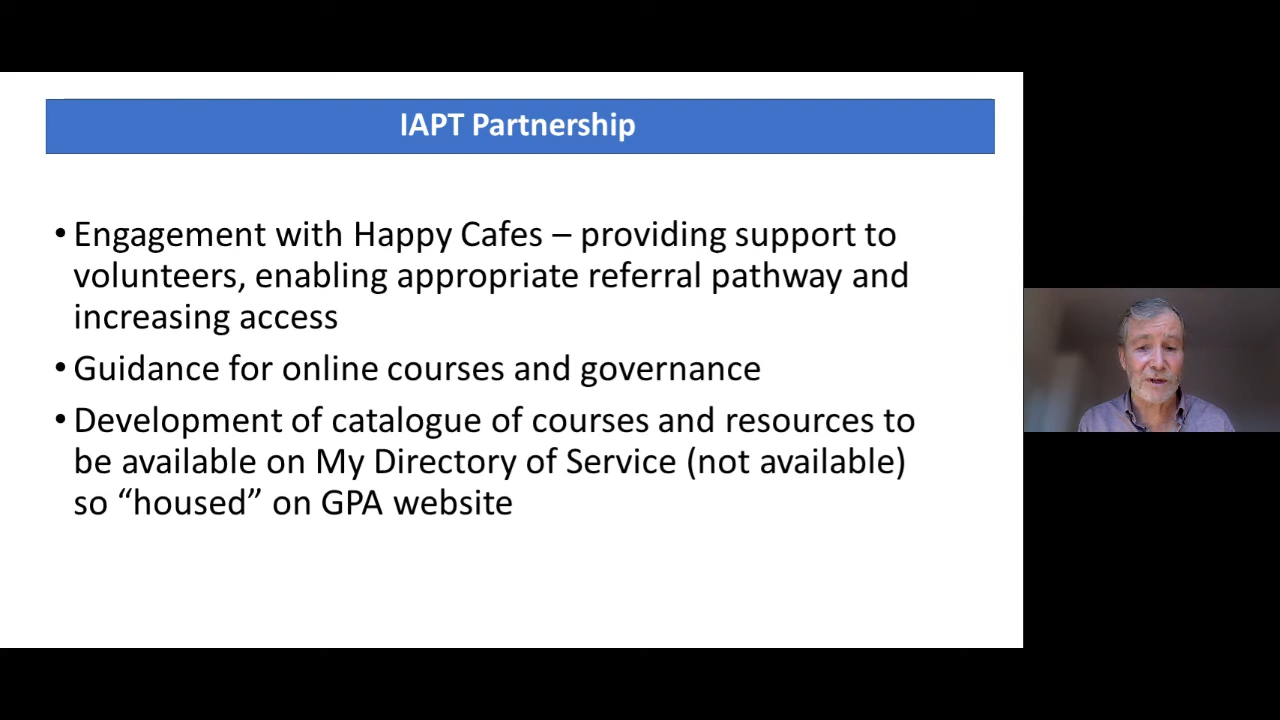 IAPT Partnership
• Engagement with Happy Cafes – providing support to
volunteers, enabling appropriate referral pathway and
increasing access
• Guidance for online courses and governance
• Development of catalogue of courses and resources to
be available on My Directory of Service (not available)
so “housed” on GPA website